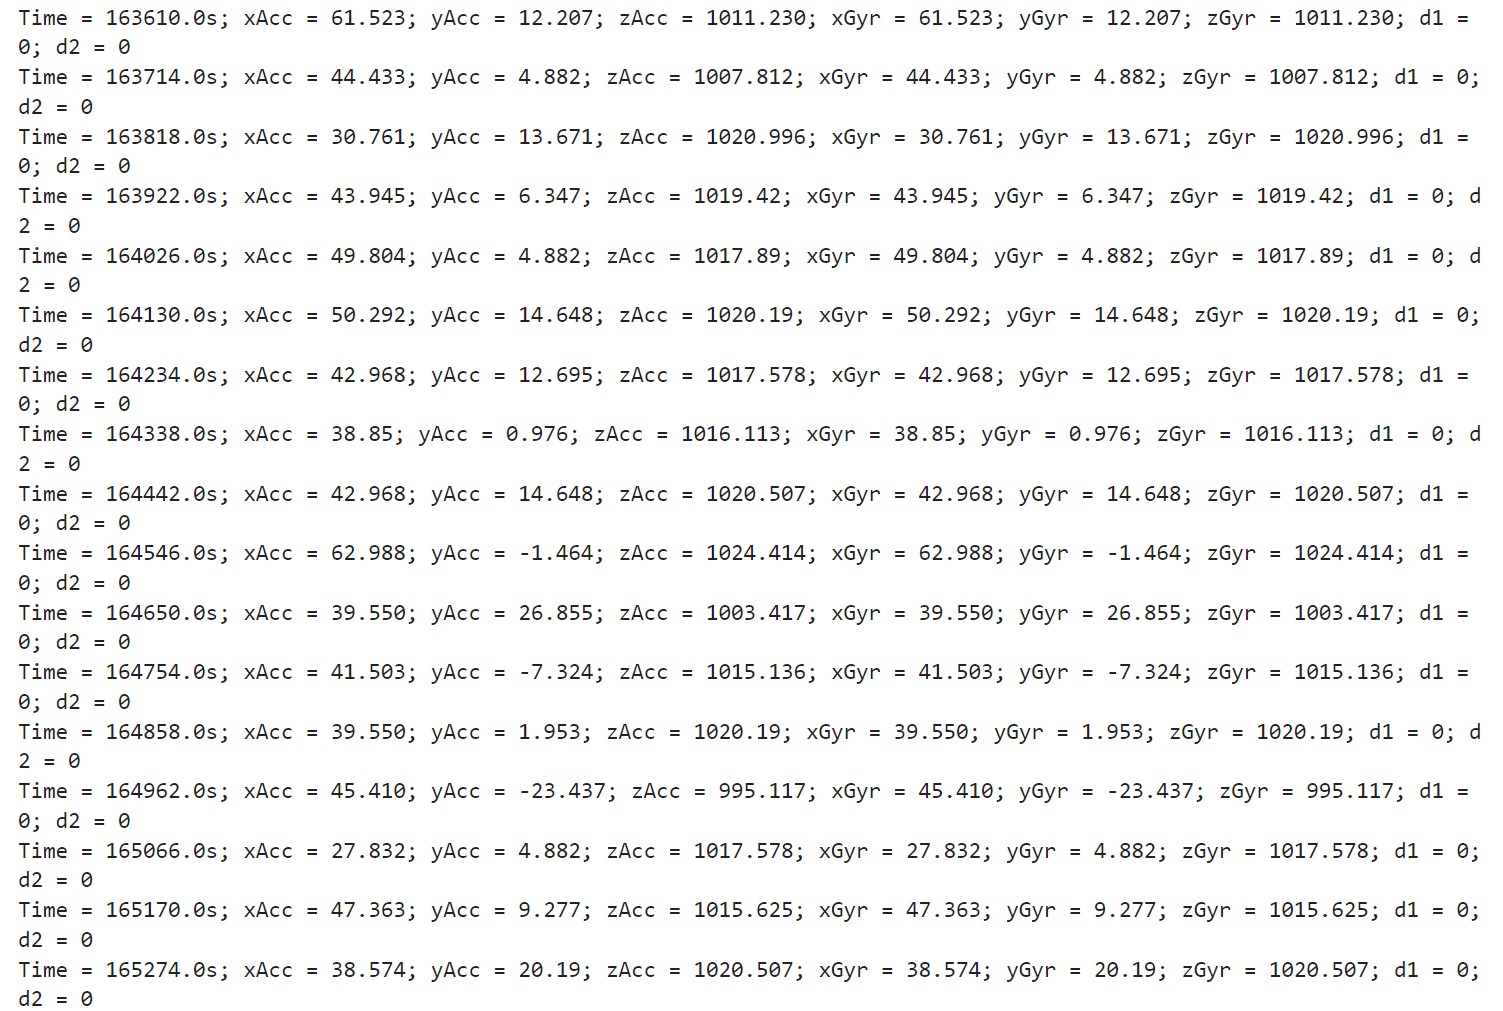 Time = 163610.0s; xAcc = 61.523; yAcc = 12.207; zAcc = 1011.230; xGyr = 61.523; yGyr = 12.207; zGyr = 1011.230; d1 =
0; d2 = 0
Time = 163714.0s; xAcc = 44.433; yAcc = 4.882; zAcc = 1007.812; xGyr = 44.433; yGyr = 4.882; zGyr = 1007.812; d1 = 0;
d2 = 0
Time = 163818.0s; xAcc = 30.761; yAcc = 13.671; zAcc = 1020.996; xGyr = 30.761; yGyr = 13.671; zGyr = 1020.996; d1 =
0; d2 = 0
Time = 163922.0s; xAcc = 43.945; yAcc = 6.347; zAcc = 1019.42; xGyr = 43.945; yGyr = 6.347; zGyr = 1019.42; d1 = 0; d
2 = 0
Time = 164026.0s; xAcc = 49.804; yAcc = 4.882; zAcc = 1017.89; xGyr = 49.804; yGyr = 4.882; zGyr = 1017.89; d1 = 0; d
2 = 0
Time = 164130.0s; xAcc = 50.292; yAcc = 14.648; zAcc = 1020.19; xGyr = 50.292; yGyr = 14.648; zGyr = 1020.19; d1 = 0;
d2 = 0
Time = 164234.0s; xAcc = 42.968; yAcc = 12.695; zAcc = 1017.578; xGyr = 42.968; yGyr = 12.695; zGyr = 1017.578; d1 =
0; d2 = 0
Time = 164338.0s; xAcc = 38.85; yAcc = 0.976; zAcc = 1016.113; xGyr = 38.85; yGyr = 0.976; zGyr = 1016.113; d1 = 0; d
2 = 0
Time = 164442.0s; xAcc = 42.968; yAcc = 14.648; zAcc = 1020.507; xGyr = 42.968; yGyr = 14.648; zGyr = 1020.507; d1 =
0; d2 = 0
Time = 164546.0s; xAcc = 62.988; yAcc = -1.464; zAcc = 1024.414; xGyr = 62.988; yGyr = -1.464; zGyr = 1024.414; d1 =
0; d2 = 0
Time = 164650.0s; xAcc = 39.550; yAcc = 26.855; zAcc = 1003.417; xGyr = 39.550; yGyr = 26.855; zGyr = 1003.417; d1 =
0; d2 = 0
Time = 164754.0s; xAcc = 41.503; yAcc = -7.324; zAcc = 1015.136; xGyr = 41.503; yGyr = -7.324; zGyr = 1015.136; d1 =
0; d2 = 0
Time = 164858.0s; xAcc = 39.550; yAcc = 1.953; zAcc = 1020.19; xGyr = 39.550; yGyr = 1.953; zGyr = 1020.19; d1 = 0; d
2 = 0
Time = 164962.0s; xAcc = 45.410; yAcc = -23.437; zAcc = 995.117; xGyr = 45.410; yGyr = -23.437; zGyr = 995.117; d1 =
0; d2 = 0
Time = 165066.0s; xAcc = 27.832; yAcc = 4.882; zAcc = 1017.578; xGyr = 27.832; yGyr = 4.882; zGyr = 1017.578; d1 = 0;
d2 = 0
Time = 165170.0s; xAcc = 47.363; yAcc = 9.277; zAcc = 1015.625; xGyr = 47.363; yGyr = 9.277; zGyr = 1015.625; d1 = 0;
d2 = 0
Time = 165274.0s; xAcc = 38.574; yAcc = 20.19; zAcc = 1020.507; xGyr = 38.574; yGyr = 20.19; zGyr = 1020.507; d1 = 0;
d2 = 0